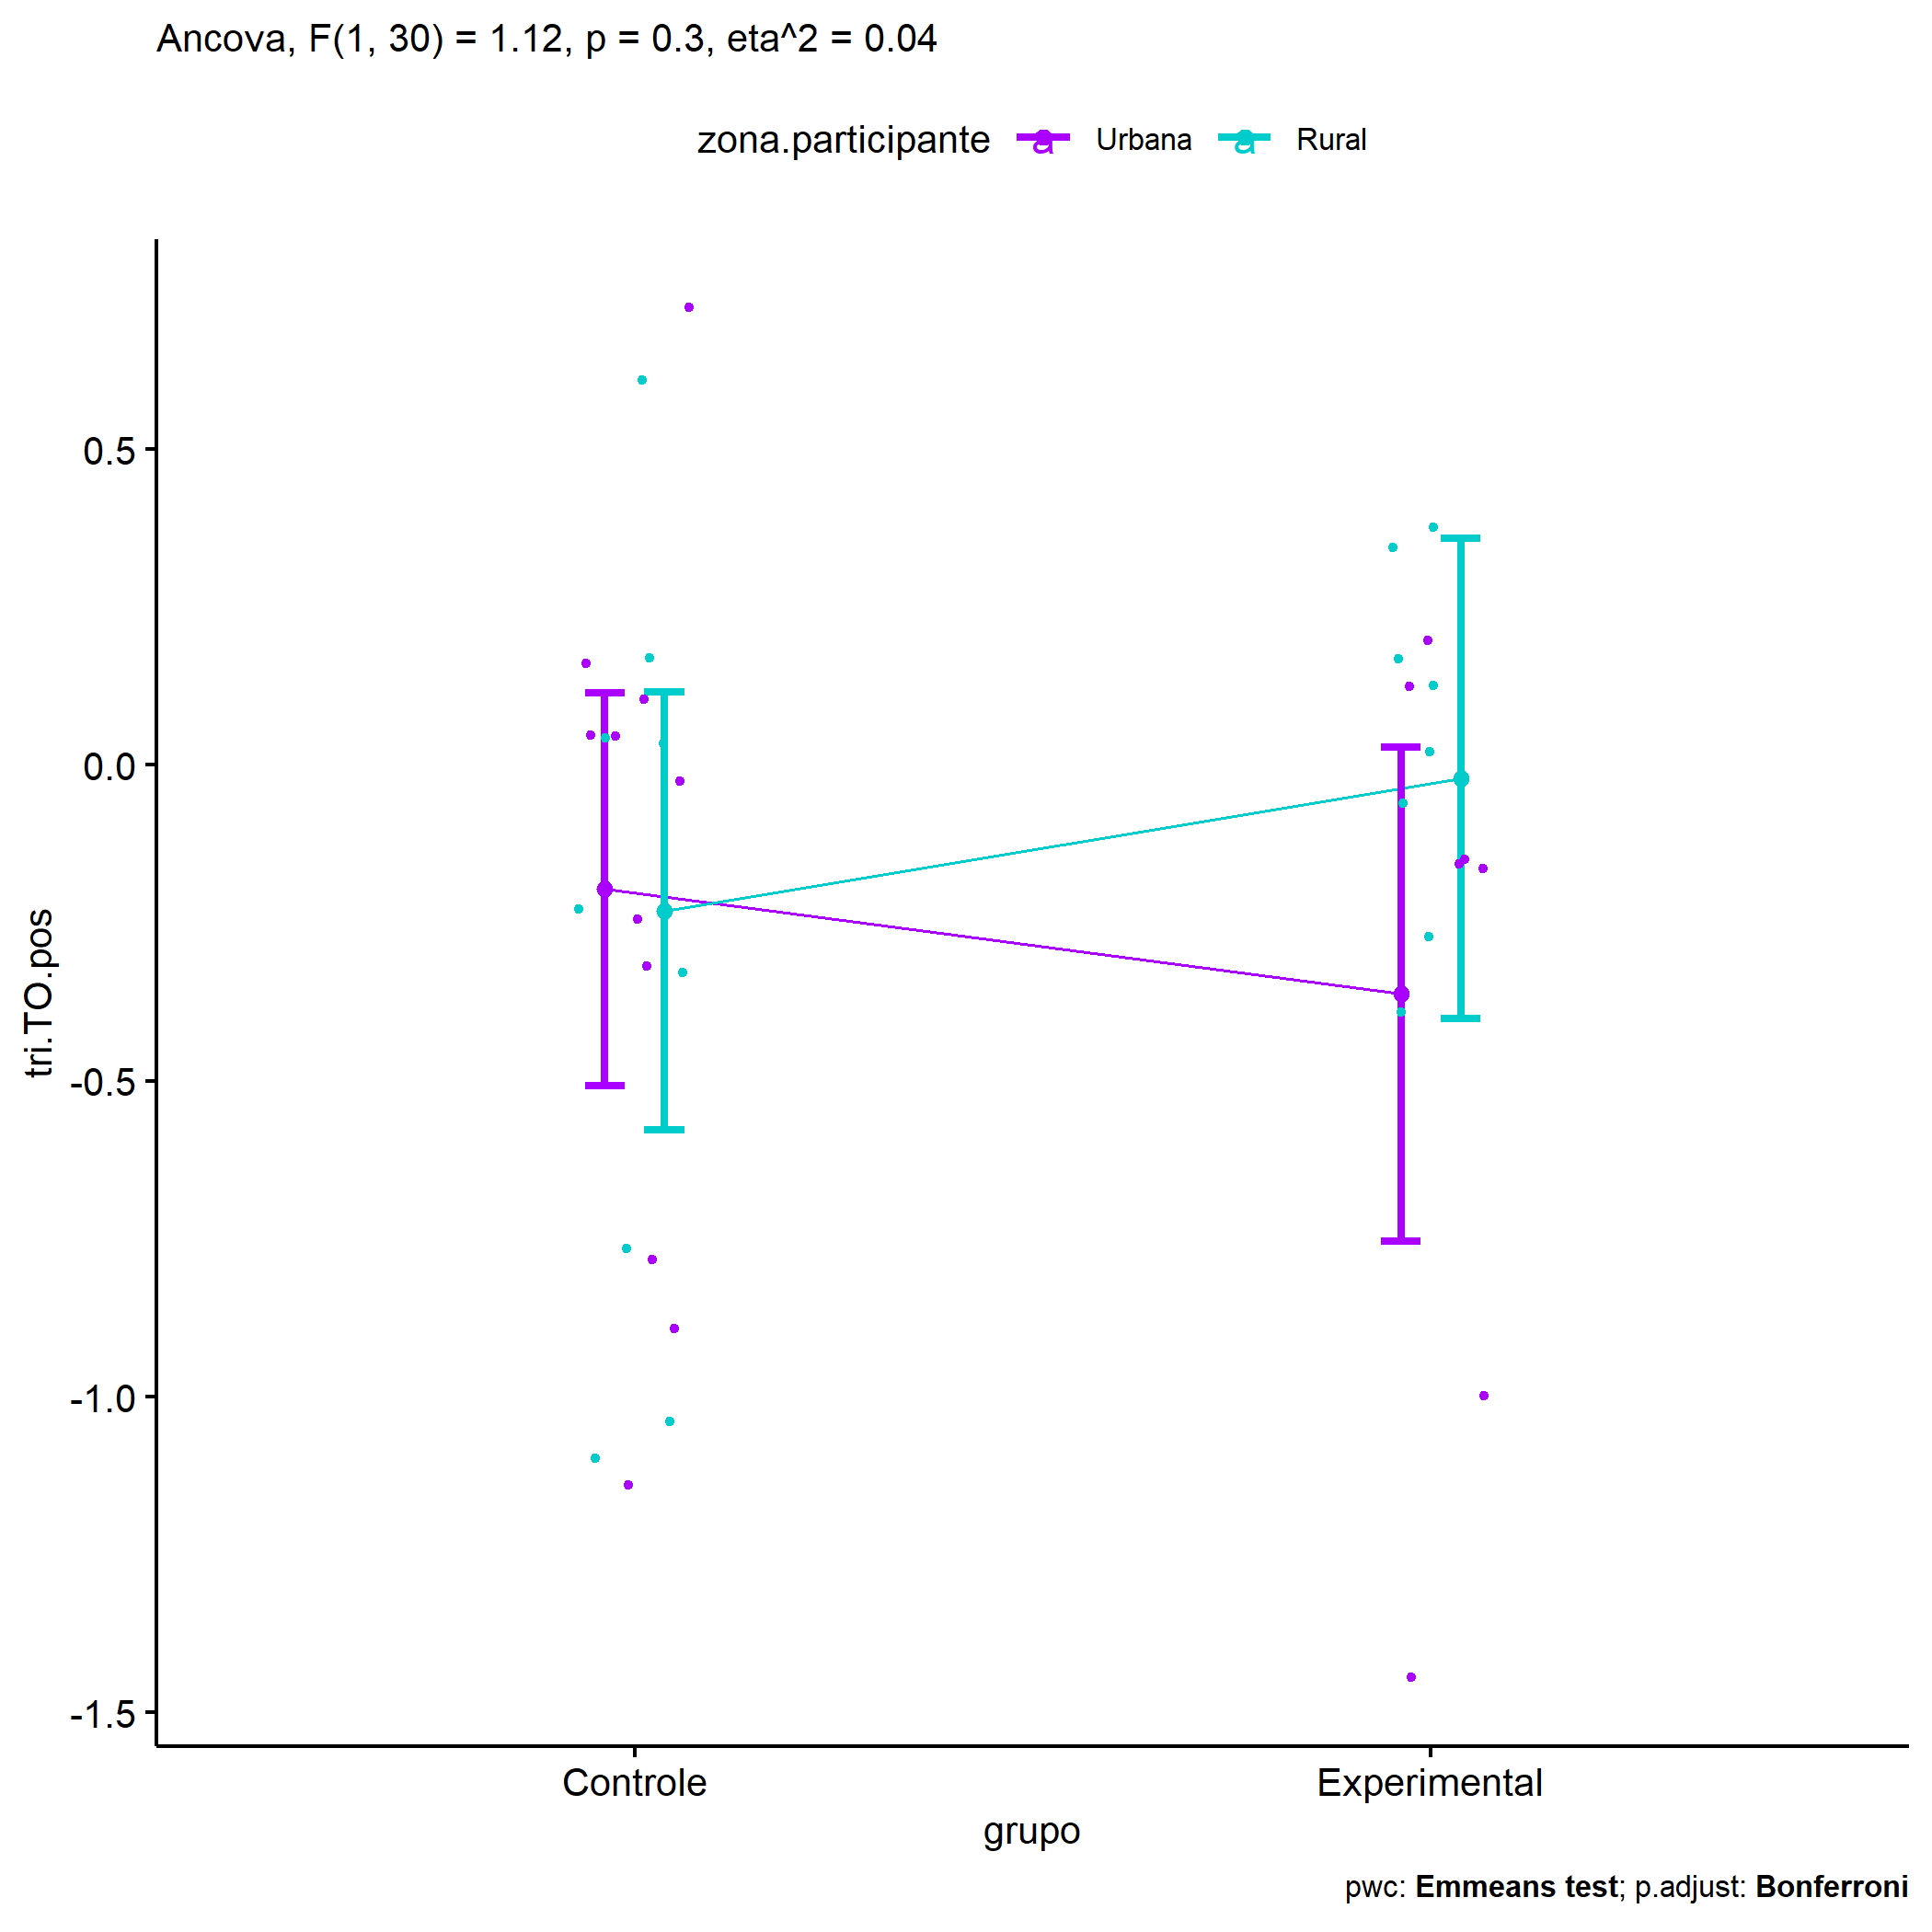 Ancova, F(1, 30) = 1.12, p = 0.3, eta^2 = 0.04
zona.participante a Urbana a Rural
0.5
0.0
-0.5
-1.0
-1.5
tri.TO.pos
Controle Experimental
grupo
pwc: Emmeans test; p.adjust: Bonferroni